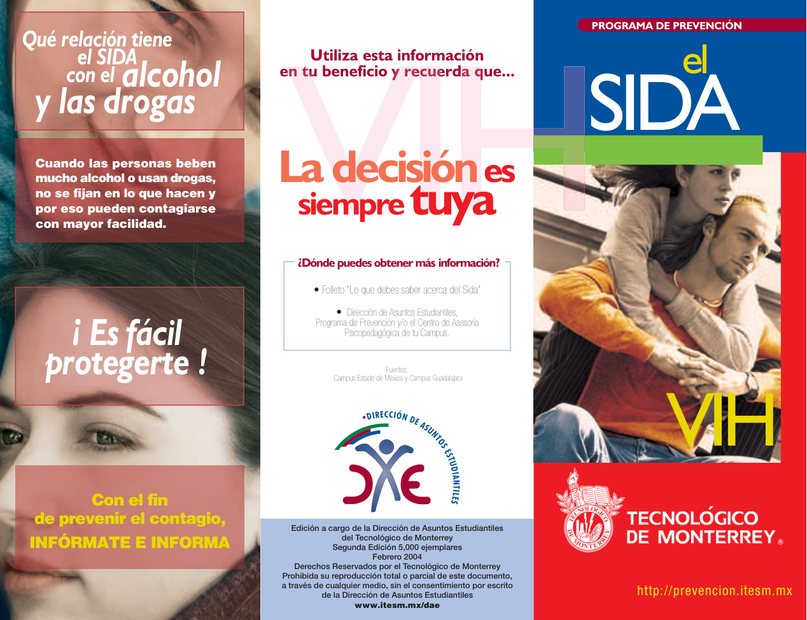 Qué relación tiene
el SIDA
con el alcohol
y las drogas
Cuando las personas beben
mucho alcohol o usan drogas,
no se fijan en lo que hacen y
por eso pueden contagiarse
con mayor facilidad.
¡ Es fácil
protegerte !
Con el fin
de prevenir el contagio,
INFÓRMATE E INFORMA
Utiliza esta información
en tu beneficio y recuerda que...
VIH
La decisión es
siempre tuya
¿Dónde puedes obtener más información?
• Folleto "Lo que debes saber acerca del Sida"
• Dirección de Asuntos Estudiantiles,
Programa de Prevención y/o el Centro de Asesoría
Psicopedagógica de tu Campus.
Fuentes:
Campus Estado de México y Campus Guadalajara
•DIRECCIÓN DE ASUNTOS ESTUDIANTILES
DAE
Edición a cargo de la Dirección de Asuntos Estudiantiles
del Tecnológico de Monterrey
Segunda Edición 5,000 ejemplares
Febrero 2004
Derechos Reservados por el Tecnológico de Monterrey
Prohibida su reproducción total o parcial de este documento,
a través de cualquier medio, sin el consentimiento por escrito
de la Dirección de Asuntos Estudiantiles
www.itesm.mx/dae
PROGRAMA DE PREVENCIÓN
el
SIDA
VIH
TECNOLOGICO
DE MONTERREY
TECNOLÓGICO
DE MONTERREY®
http://prevencion.itesm.mx